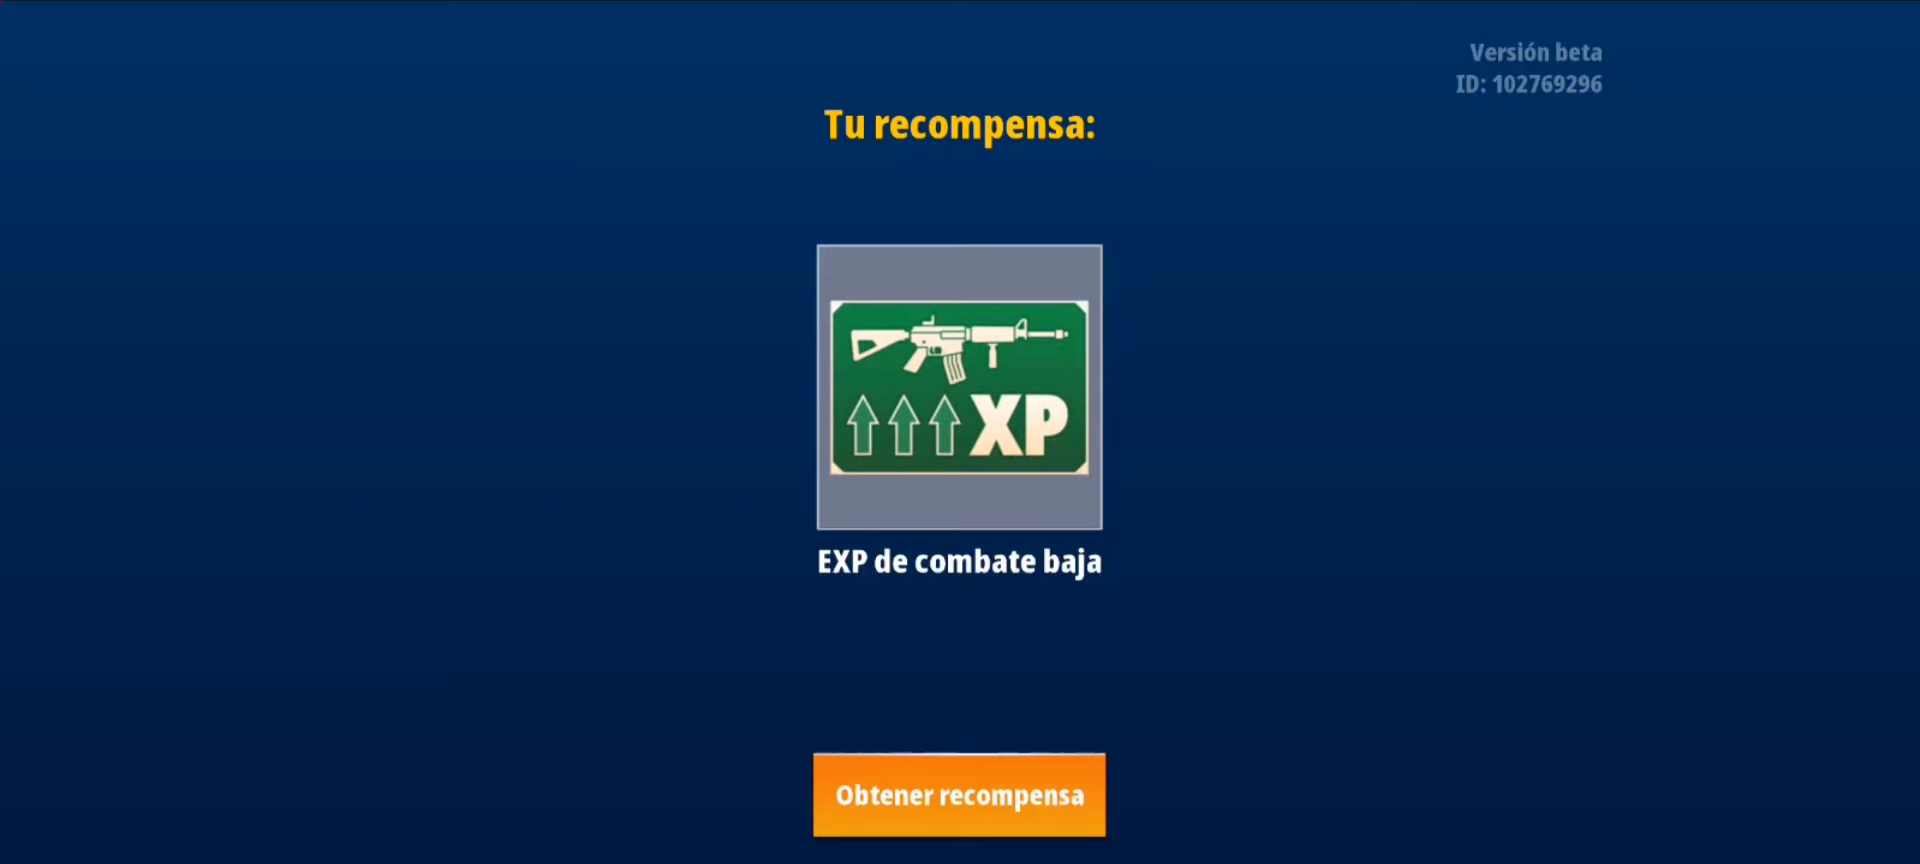 Versión beta
ID: 102769296
Tu recompensa:
XP
EXP de combate baja
Obtener recompensa